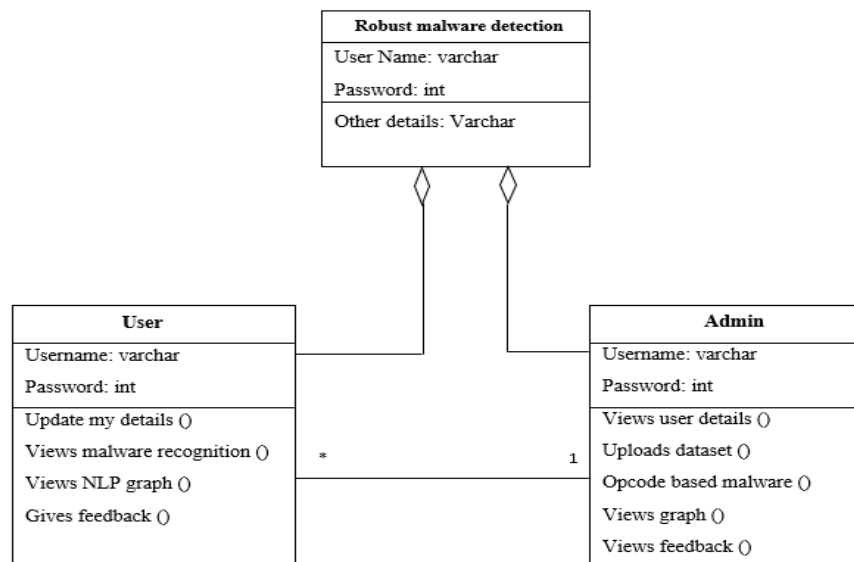 Robust malware detection
User Name: varchar
Password: int
Other details: Varchar
User
Username: varchar
Password: int
Update my details ()
Views malware recognition ()
Views NLP graph ()
Gives feedback ()
*
1
Admin
Username: varchar
Password: int
Views user details ()
Uploads dataset ()
Opcode based malware ()
Views graph ()
Views feedback ()